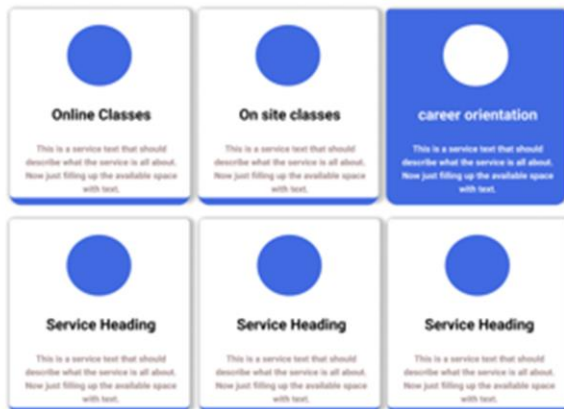 Online Classes
This is a service text that should
describe what the service is all about.
Now just filling up the available space
with text.
On site classes
This is a service text that should
describe what the service is all about.
Now just filling up the available space
with text.
career orientation
This is a service text that should
describe what the service is all about.
Now just filling up the available space
with text.
Service Heading
This is a service text that should
describe what the service is all about.
Now just filling up the available space
with text.
Service Heading
This is a service text that should
describe what the service is all about.
Now just filling up the available space
with text.
Service Heading
This is a service text that should
describe what the service is all about.
Now just filling up the available space
with text.